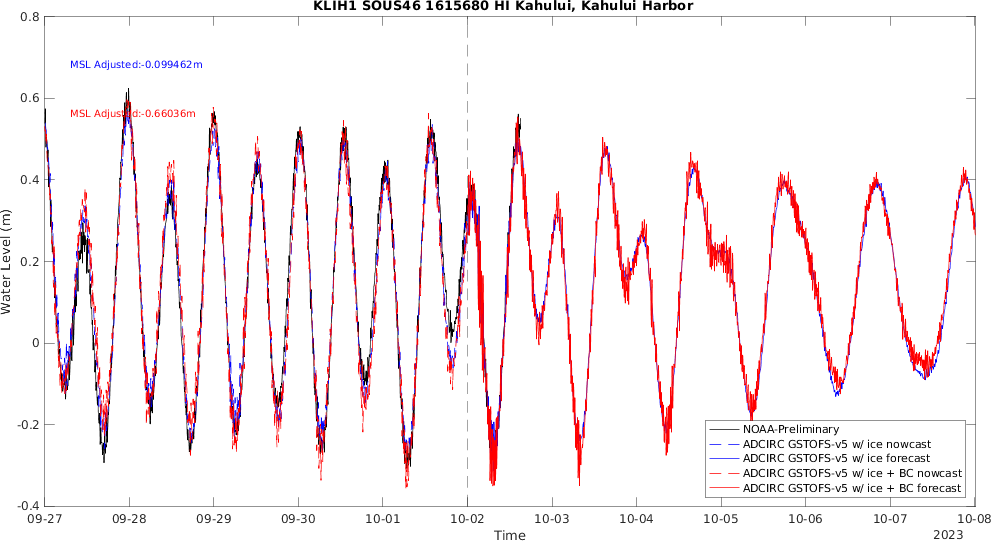 KLIH1 SOUS46 1615680 HI Kahului, Kahului Harbor
0.8
0.6
0.4
0.2
0
-0.2
-0.4
Water Level (m)
MSL Adjusted:-0.099462m
MSL Adjusted:-0.66036m
NOAA-Preliminary
ADCIRC GSTOFS-v5 w/ ice nowcast
ADCIRC GSTOFS-v5 w/ ice forecast
ADCIRC GSTOFS-v5 w/ ice + BC nowcast
ADCIRC GSTOFS-v5 w/ ice + BC forecast
09-27 09-28 09-29 09-30 10-01 10-02 10-03 10-04 10-05 10-06 10-07 10-08
Time
2023